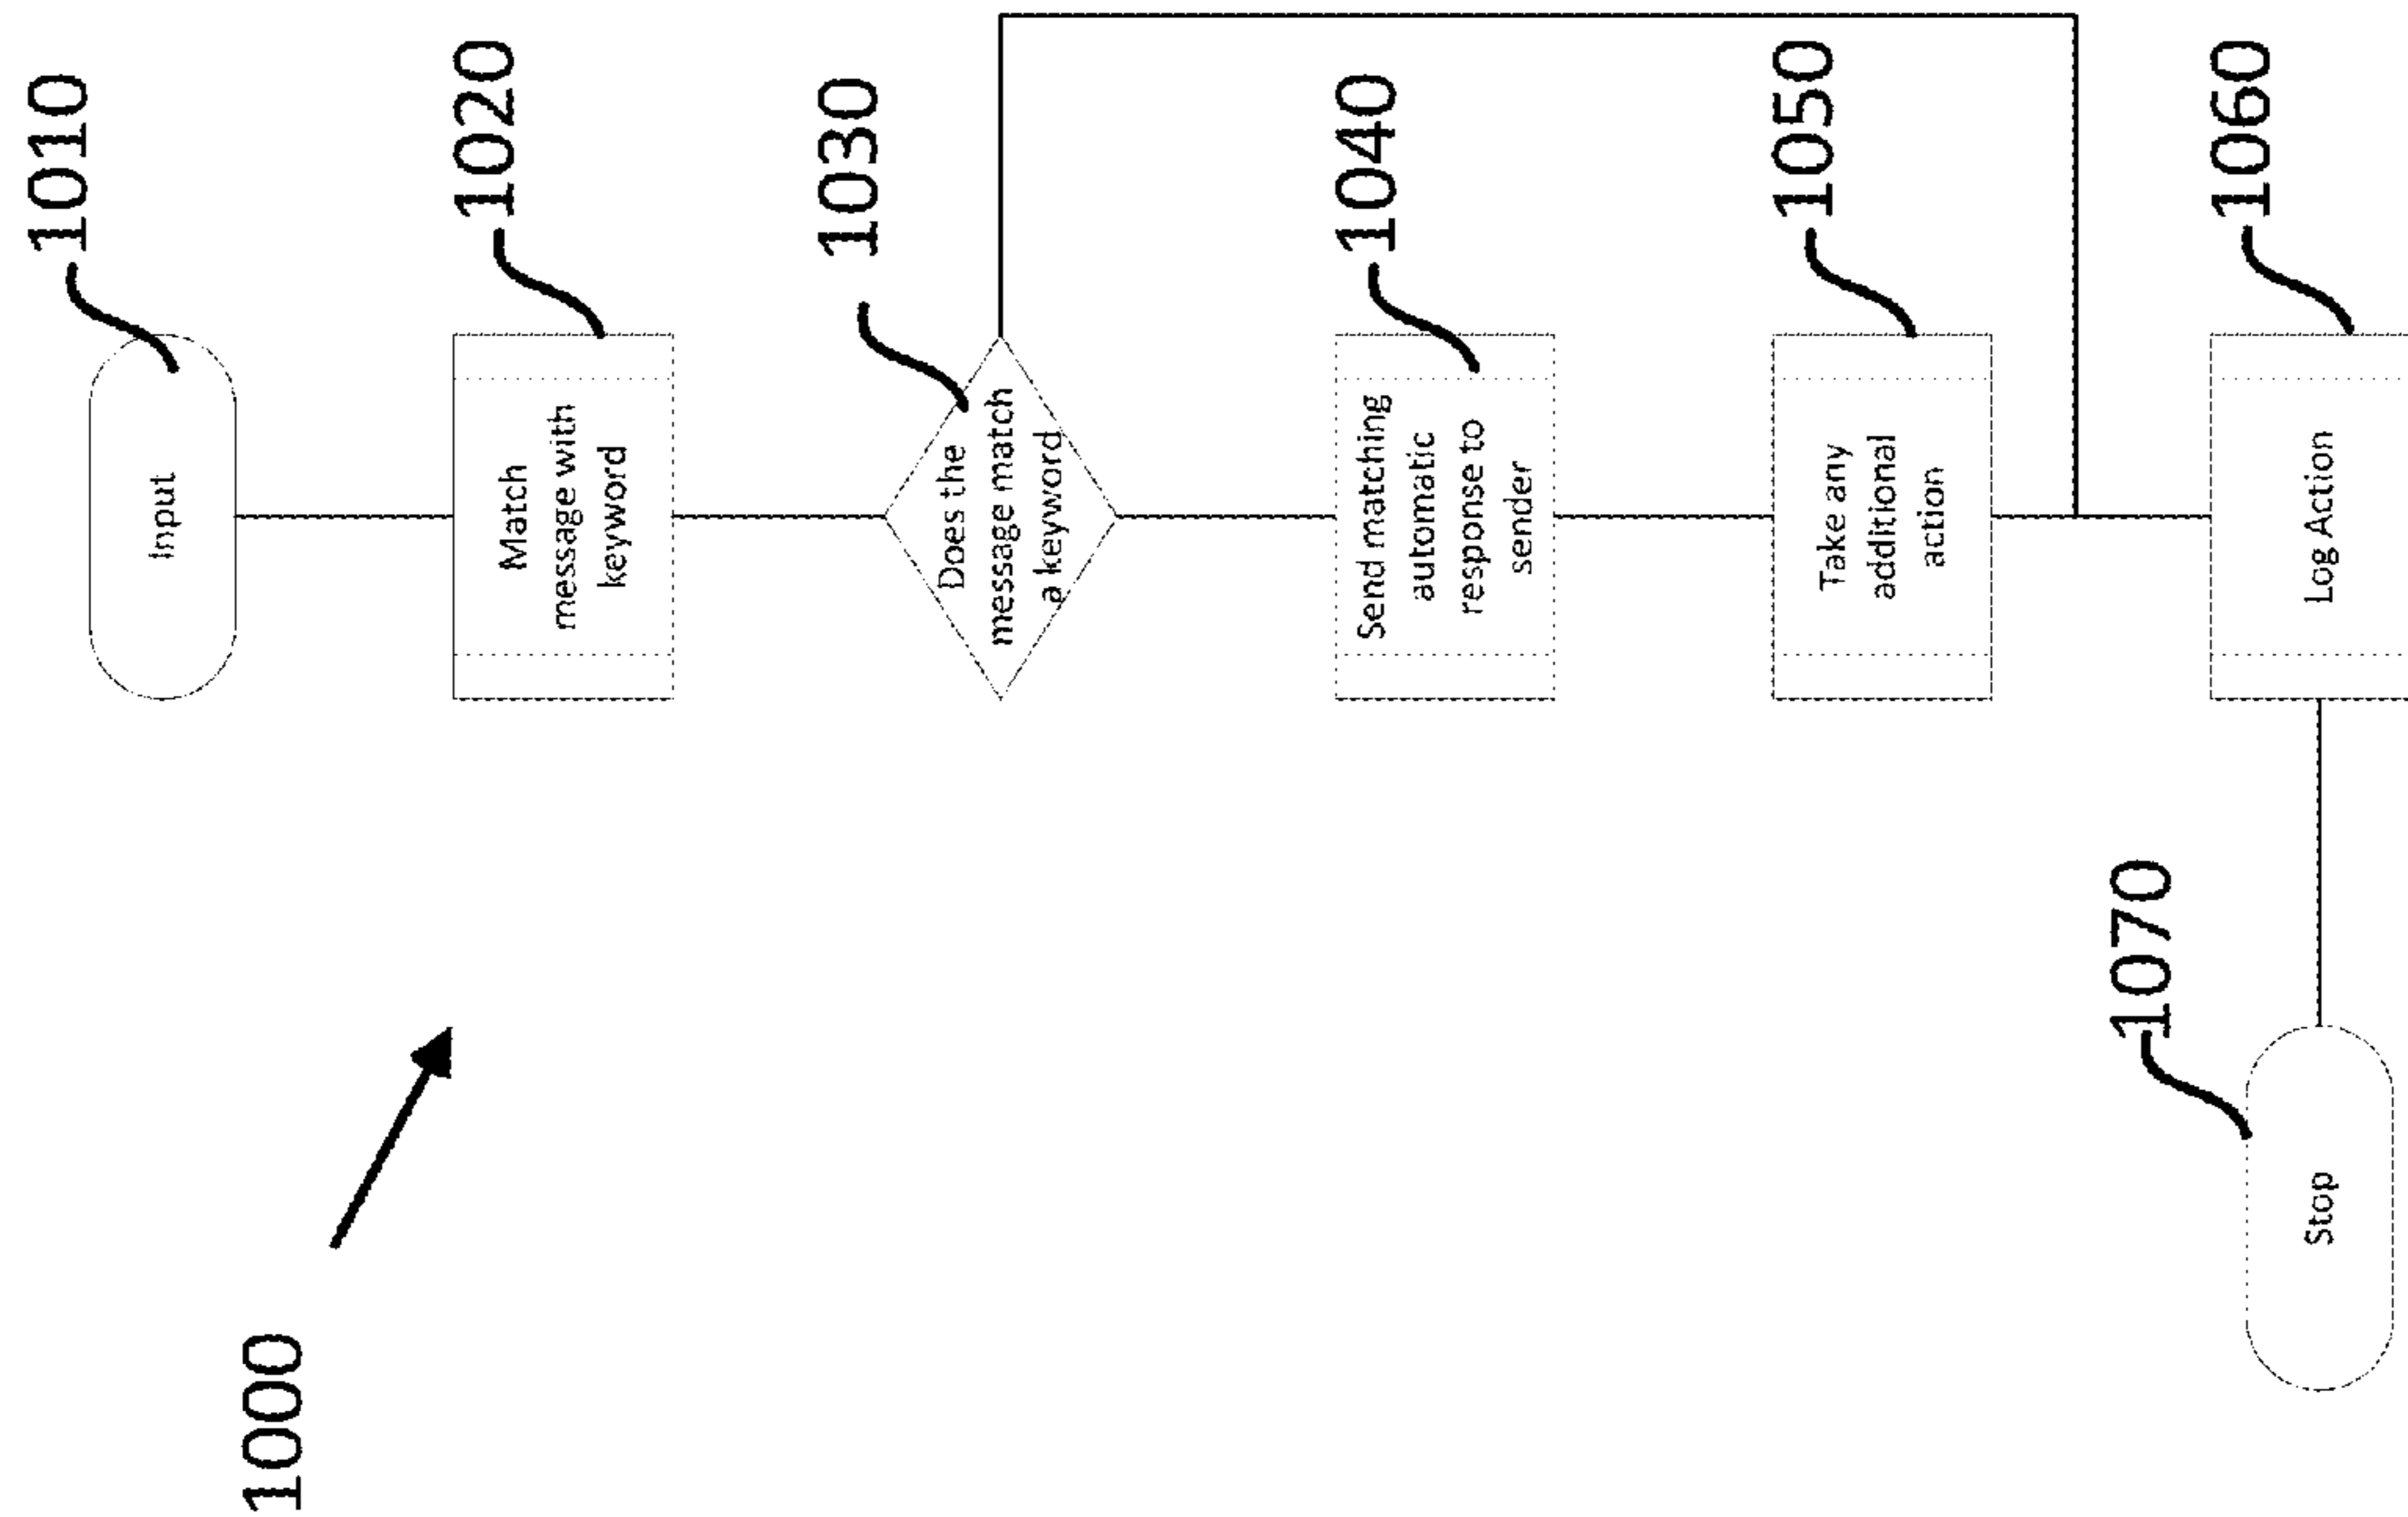 1000
1010
Input
1020
Match
message with
keyword
1030
Does the
message match
a keyword
1040
Send matching
automatic
response to
sender
1050
Take any
additional
action
1060
Log Action
1070
Stop